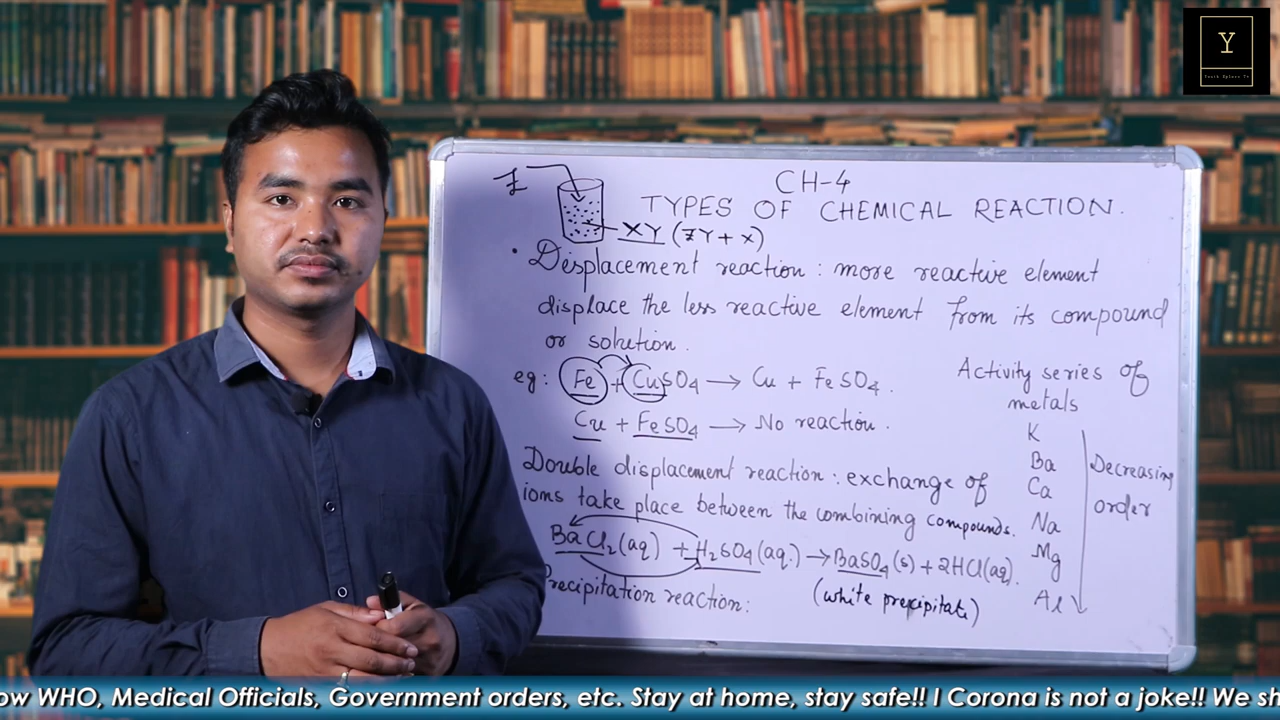 Y
Z
CH-4
TYPES OF CHEMICAL REACTION.
XY (ZY + X)
• Displacement reaction : more reactive element
displace the less reactive element from its compound
or solution.
eg : Fe + CuSO4 → Cu + FeSO4.
Cu + FeSO4 → No reaction.
Double displacement reaction : exchange of
ions take place between the combining compounds.
BaCl2(aq) + H2SO4(aq.) → BaSO4(s) + 2HCl(aq).
(white precipitate)
Precipitation reaction:
Activity series of
metals
K
Ba
Ca
Na
Mg
Al
Decreasing
order
ow WHO, Medical Officials, Government orders, etc. Stay at home, stay safe!! I Corona is not a joke!! We sh